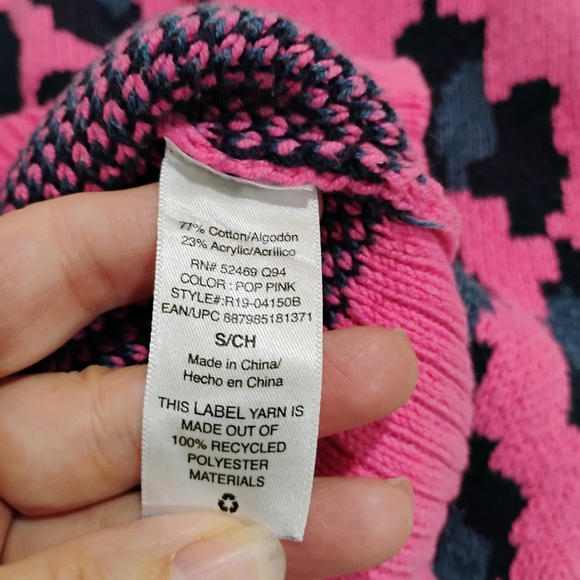 77% Cotton/Algodón
23% Acrylic/Acrílico
RN# 52469 Q94
COLOR : POP PINK
STYLE#:R19-04150B
EAN/UPC 887985181371
S/CH
Made in China/
Hecho en China
THIS LABEL YARN IS
MADE OUT OF
100% RECYCLED
POLYESTER
MATERIALS